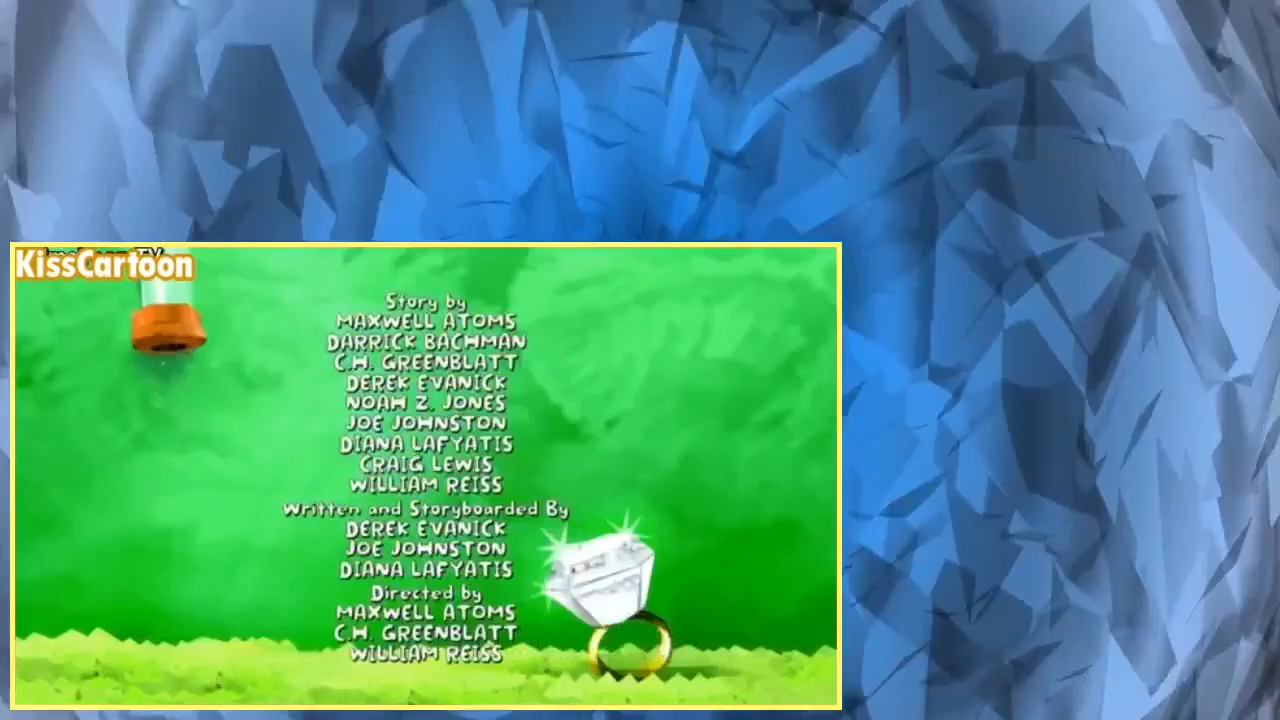 KissCartoon
Story by
MAXWELL ATOMS
DARRICK BACHMAN
C.H. GREENBLATT
DEREK EVANICK
NOAH Z. JONES
JOE JOHNSTON
DIANA LAFYATIS
CRAIG LEWIS
WILLIAM REISS
Written and Storyboarded By
DEREK EVANICK
JOE JOHNSTON
DIANA LAFYATIS
Directed by
MAXWELL ATOMS
C.H. GREENBLATT
WILLIAM REISS